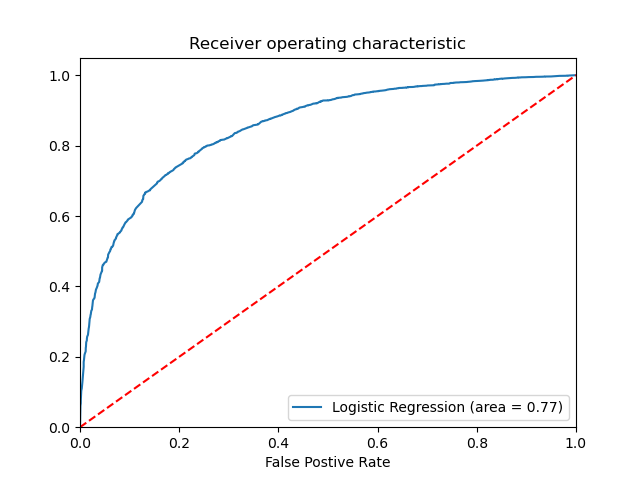 Receiver operating characteristic
1.0
0.8
0.6
0.4
0.2
0.0
Logistic Regression (area = 0.77)
0.0 0.2 0.4 0.6 0.8 1.0
False Postive Rate